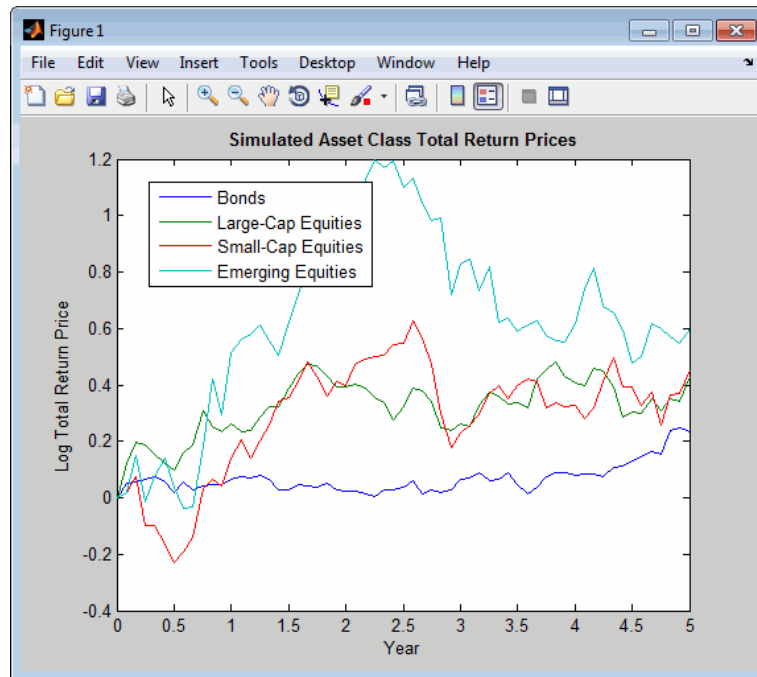 Figure 1
File Edit View Insert Tools Desktop Window Help
Simulated Asset Class Total Return Prices
1.2
1
0.8
0.6
0.4
0.2
0
-0.2
-0.4
Log Total Return Price
Bonds
Large-Cap Equities
Small-Cap Equities
Emerging Equities
0 0.5 1 1.5 2 2.5 3 3.5 4 4.5 5
Year